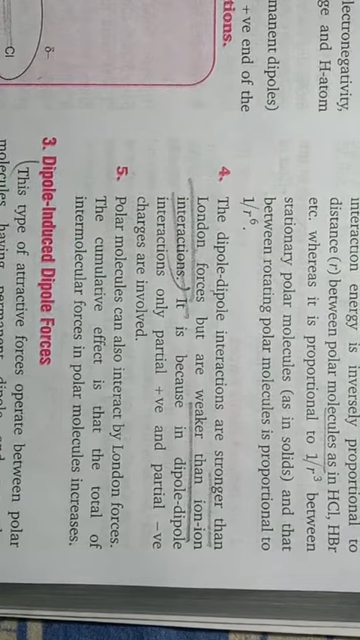 lectronegativity,
ge and H-atom
manent dipoles)
+ve end of the
tions.
δ–
Cl
interaction energy is inversely proportional to
distance (r) between polar molecules as in HCl, HBr
etc. whereas it is proportional to 1/r³ between
stationary polar molecules (as in solids) and that
between rotating polar molecules is proportional to
1/r⁶.
4. The dipole-dipole interactions are stronger than
London forces but are weaker than ion-ion
interactions. It is because in dipole-dipole
interactions only partial +ve and partial –ve
charges are involved.
5. Polar molecules can also interact by London forces.
The cumulative effect is that the total of
intermolecular forces in polar molecules increases.
3. Dipole-Induced Dipole Forces
This type of attractive forces operate between polar
molecules having permanent dipole and